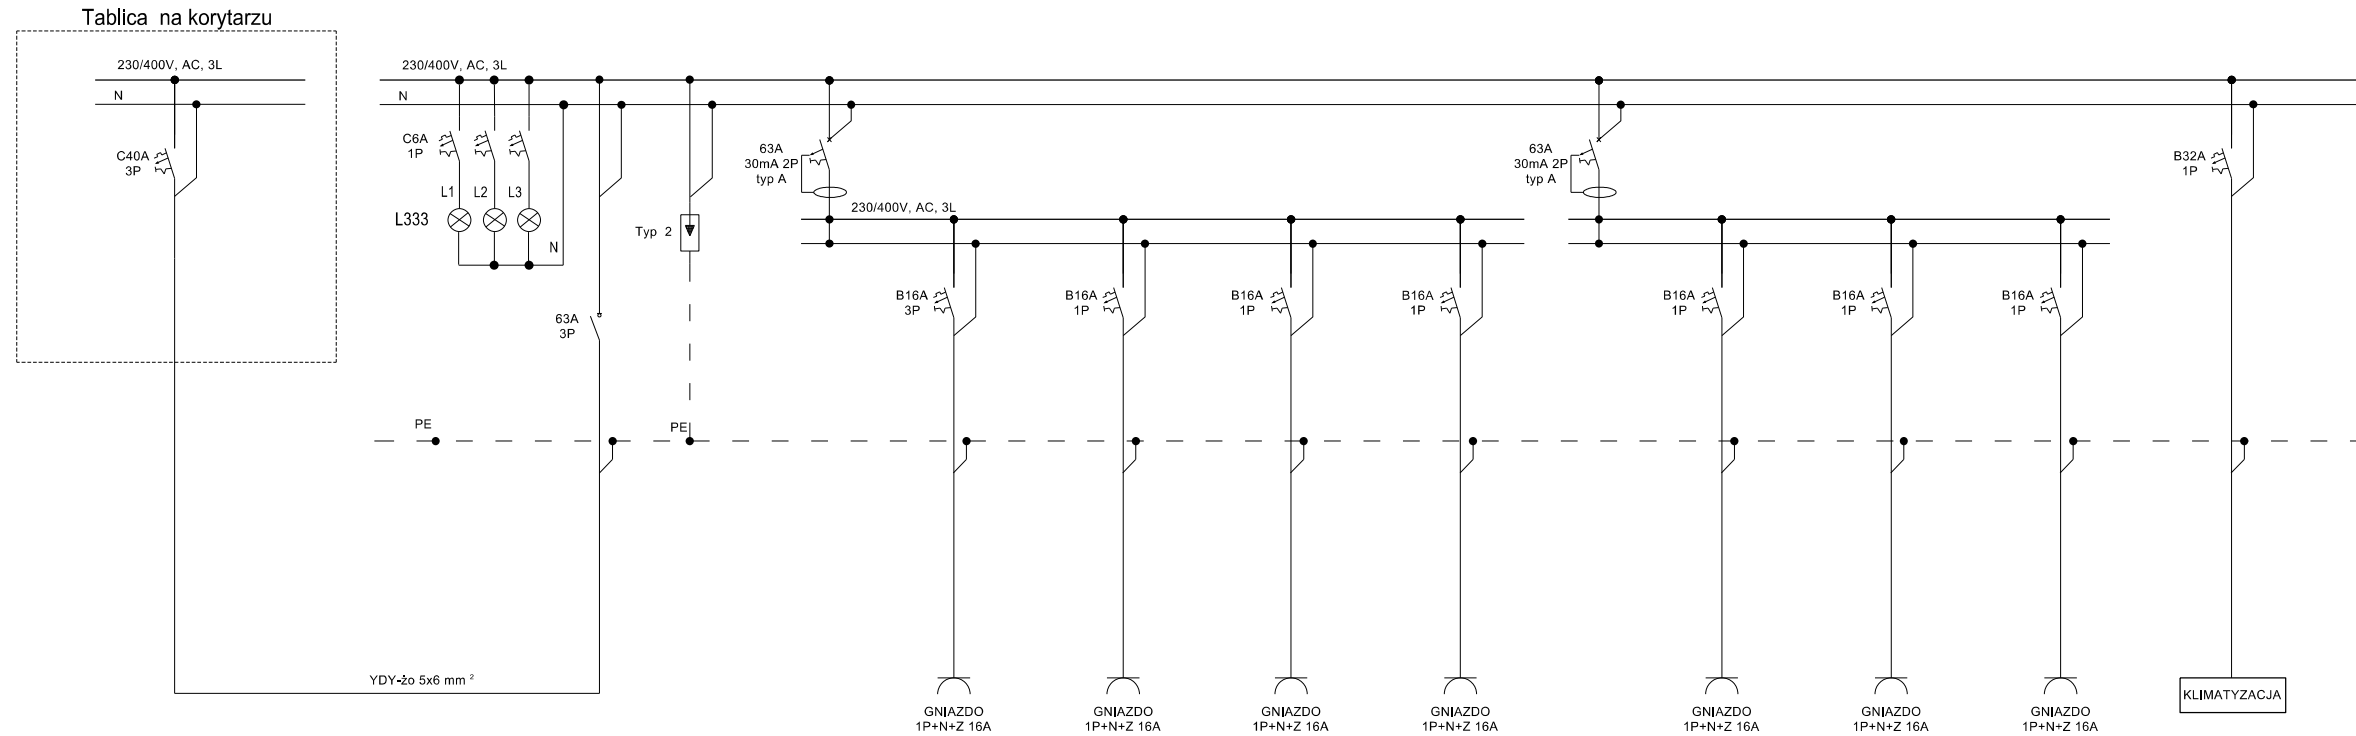 Tablica na korytarzu
230/400V, AC, 3L
N
C40A
3P
230/400V, AC, 3L
N
C6A
1P
L1
L2
L3
L333
N
63A
3P
Typ 2
PE
PE
YDY-żo 5x6 mm ²
63A
30mA 2P
typ A
230/400V, AC, 3L
B16A
3P
B16A
1P
B16A
1P
B16A
1P
63A
30mA 2P
typ A
B16A
1P
B16A
1P
B16A
1P
B32A
1P
GNIAZDO
1P+N+Z 16A
GNIAZDO
1P+N+Z 16A
GNIAZDO
1P+N+Z 16A
GNIAZDO
1P+N+Z 16A
GNIAZDO
1P+N+Z 16A
GNIAZDO
1P+N+Z 16A
GNIAZDO
1P+N+Z 16A
KLIMATYZACJA